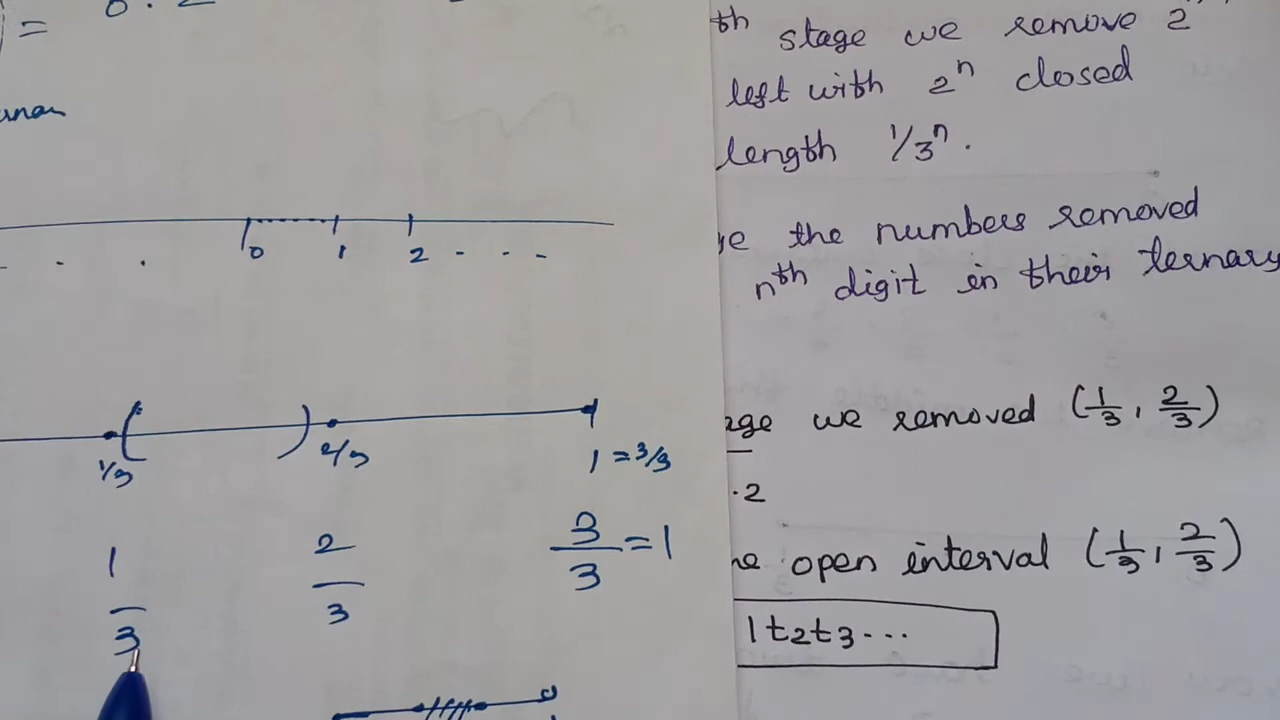 = 0.2
0 1 2 - - -
1/3 2/3 1 = 3/3
1/3 2/3 3/3 = 1
th stage we remove 2
left with 2ⁿ closed
length 1/3ⁿ.
the numbers removed
nᵗʰ digit in their ternary
we removed (1/3, 2/3)
.2
open interval (1/3, 2/3)
1t₂t₃...